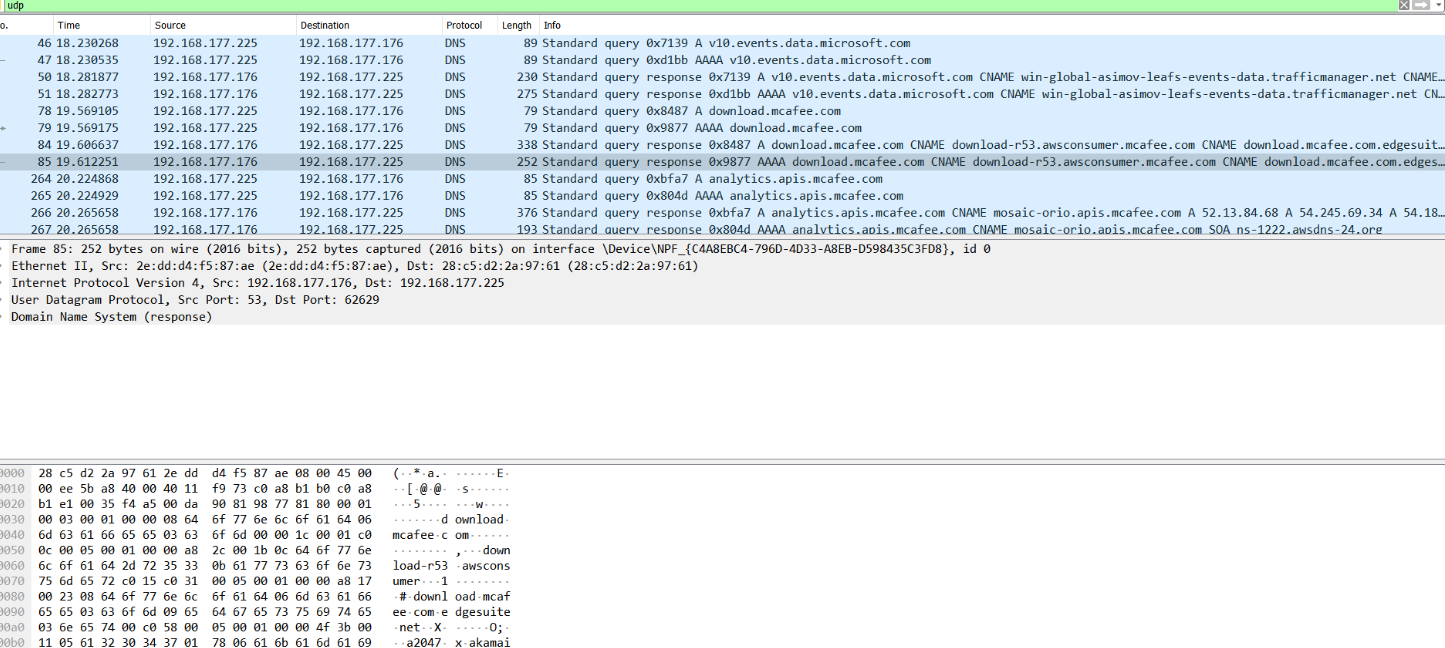 udp
o. Time Source Destination Protocol Length Info
46 18.230268 192.168.177.225 192.168.177.176 DNS 89 Standard query 0x7139 A v10.events.data.microsoft.com
47 18.230535 192.168.177.225 192.168.177.176 DNS 89 Standard query 0xd1bb AAAA v10.events.data.microsoft.com
50 18.281877 192.168.177.176 192.168.177.225 DNS 230 Standard query response 0x7139 A v10.events.data.microsoft.com CNAME win-global-asimov-leafs-events-data.trafficmanager.net CNAME…
51 18.282773 192.168.177.176 192.168.177.225 DNS 275 Standard query response 0xd1bb AAAA v10.events.data.microsoft.com CNAME win-global-asimov-leafs-events-data.trafficmanager.net CN…
78 19.569105 192.168.177.225 192.168.177.176 DNS 79 Standard query 0x8487 A download.mcafee.com
79 19.569175 192.168.177.225 192.168.177.176 DNS 79 Standard query 0x9877 AAAA download.mcafee.com
84 19.606637 192.168.177.176 192.168.177.225 DNS 338 Standard query response 0x8487 A download.mcafee.com CNAME download-r53.awsconsumer.mcafee.com CNAME download.mcafee.com.edgesuit…
85 19.612251 192.168.177.176 192.168.177.225 DNS 252 Standard query response 0x9877 AAAA download.mcafee.com CNAME download-r53.awsconsumer.mcafee.com CNAME download.mcafee.com.edges…
264 20.224868 192.168.177.225 192.168.177.176 DNS 85 Standard query 0xbfa7 A analytics.apis.mcafee.com
265 20.224929 192.168.177.225 192.168.177.176 DNS 85 Standard query 0x804d AAAA analytics.apis.mcafee.com
266 20.265658 192.168.177.176 192.168.177.225 DNS 376 Standard query response 0xbfa7 A analytics.apis.mcafee.com CNAME mosaic-orio.apis.mcafee.com A 52.13.84.68 A 54.245.69.34 A 54.18…
267 20.265658 192.168.177.176 192.168.177.225 DNS 193 Standard query response 0x804d AAAA analytics.apis.mcafee.com CNAME mosaic-orio.apis.mcafee.com SOA ns-1222.awsdns-24.org
Frame 85: 252 bytes on wire (2016 bits), 252 bytes captured (2016 bits) on interface \Device\NPF_{C4A8EBC4-796D-4D33-A8EB-D598435C3FD8}, id 0
Ethernet II, Src: 2e:dd:d4:f5:87:ae (2e:dd:d4:f5:87:ae), Dst: 28:c5:d2:2a:97:61 (28:c5:d2:2a:97:61)
Internet Protocol Version 4, Src: 192.168.177.176, Dst: 192.168.177.225
User Datagram Protocol, Src Port: 53, Dst Port: 62629
Domain Name System (response)
0000 28 c5 d2 2a 97 61 2e dd d4 f5 87 ae 08 00 45 00 (··*·a.· ······E·
0010 00 ee 5b a8 40 00 40 11 f9 73 c0 a8 b1 b0 c0 a8 ··[·@·@· ·s······
0020 b1 e1 00 35 f4 a5 00 da 90 81 98 77 81 80 00 01 ···5···· ···w····
0030 00 03 00 01 00 00 08 64 6f 77 6e 6c 6f 61 64 06 ·······d ownload·
0040 6d 63 61 66 65 65 03 63 6f 6d 00 00 1c 00 01 c0 mcafee·c om······
0050 0c 00 05 00 01 00 00 a8 2c 00 1b 0c 64 6f 77 6e ········ ,···down
0060 6c 6f 61 64 2d 72 35 33 0b 61 77 73 63 6f 6e 73 load-r53 ·awscons
0070 75 6d 65 72 c0 15 c0 31 00 05 00 01 00 00 a8 17 umer···1 ········
0080 00 23 08 64 6f 77 6e 6c 6f 61 64 06 6d 63 61 66 ·#·downl oad·mcaf
0090 65 65 03 63 6f 6d 09 65 64 67 65 73 75 69 74 65 ee·com·e dgesuite
00a0 03 6e 65 74 00 c0 58 00 05 00 01 00 00 4f 3b 00 ·net··X· ·····O;·
00b0 11 05 61 32 30 34 37 01 78 06 61 6b 61 6d 61 69 ··a2047· x·akamai